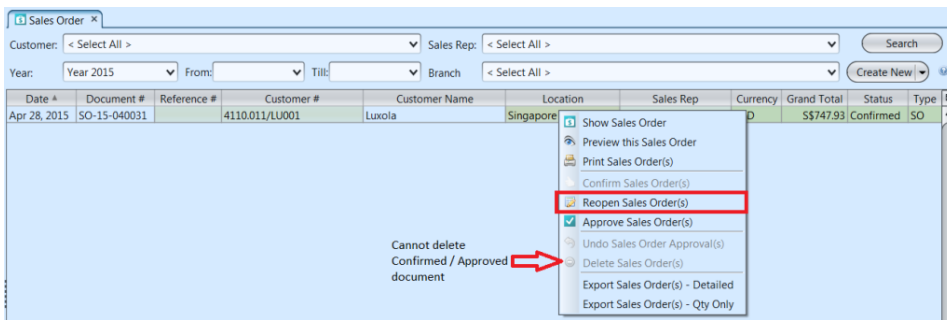 Sales Order ×
Customer: < Select All > Sales Rep: < Select All > Search
Year: Year 2015 From: Till: Branch < Select All > Create New
Date Document # Reference # Customer # Customer Name Location Sales Rep Currency Grand Total Status Type
Apr 28, 2015 SO-15-040031 4110.011/LU001 Luxola Singapore D S$747.93 Confirmed SO
Show Sales Order
Preview this Sales Order
Print Sales Order(s)
Confirm Sales Order(s)
Reopen Sales Order(s)
Approve Sales Order(s)
Undo Sales Order Approval(s)
Cannot delete
Confirmed / Approved
document
Delete Sales Order(s)
Export Sales Order(s) - Detailed
Export Sales Order(s) - Qty Only